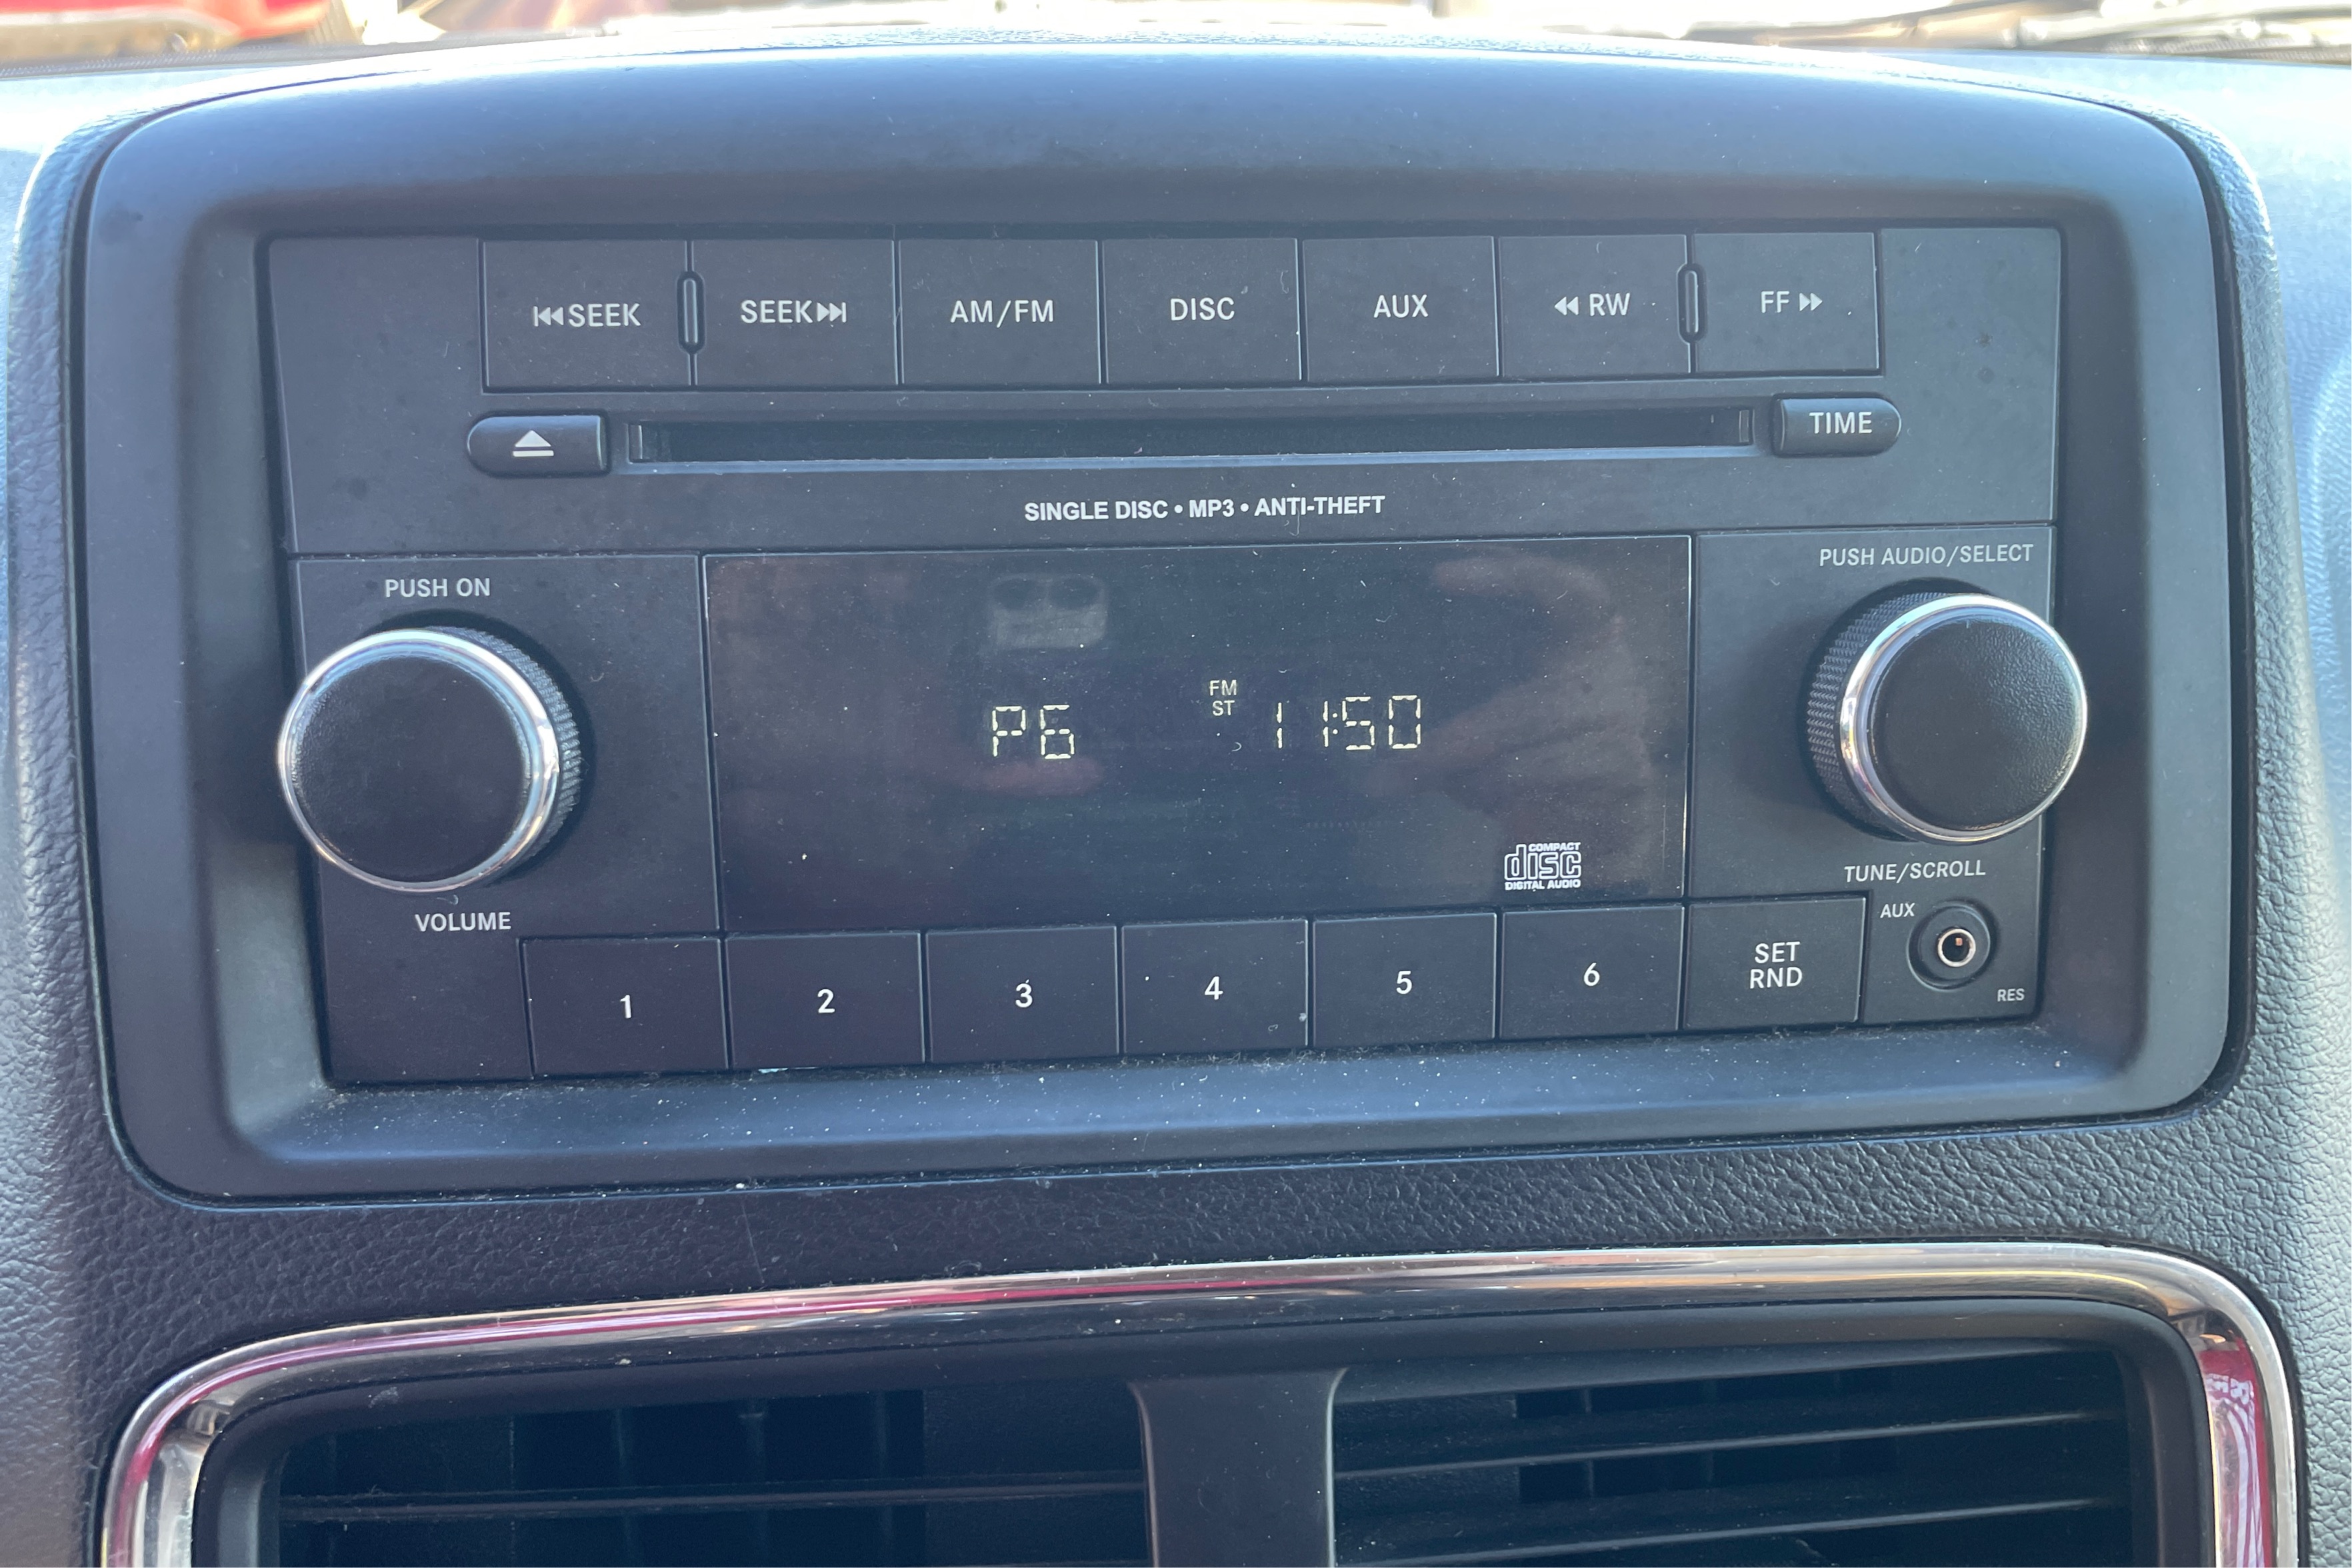 SEEK
SEEK
AM/FM
DISC
AUX
RW
FF
TIME
SINGLE DISC • MP3 • ANTI-THEFT
PUSH ON
PUSH AUDIO/SELECT
P6
FM
ST
11:50
COMPACT
disc
DIGITAL AUDIO
VOLUME
TUNE/SCROLL
1
2
3
4
5
6
SET
RND
AUX
RES